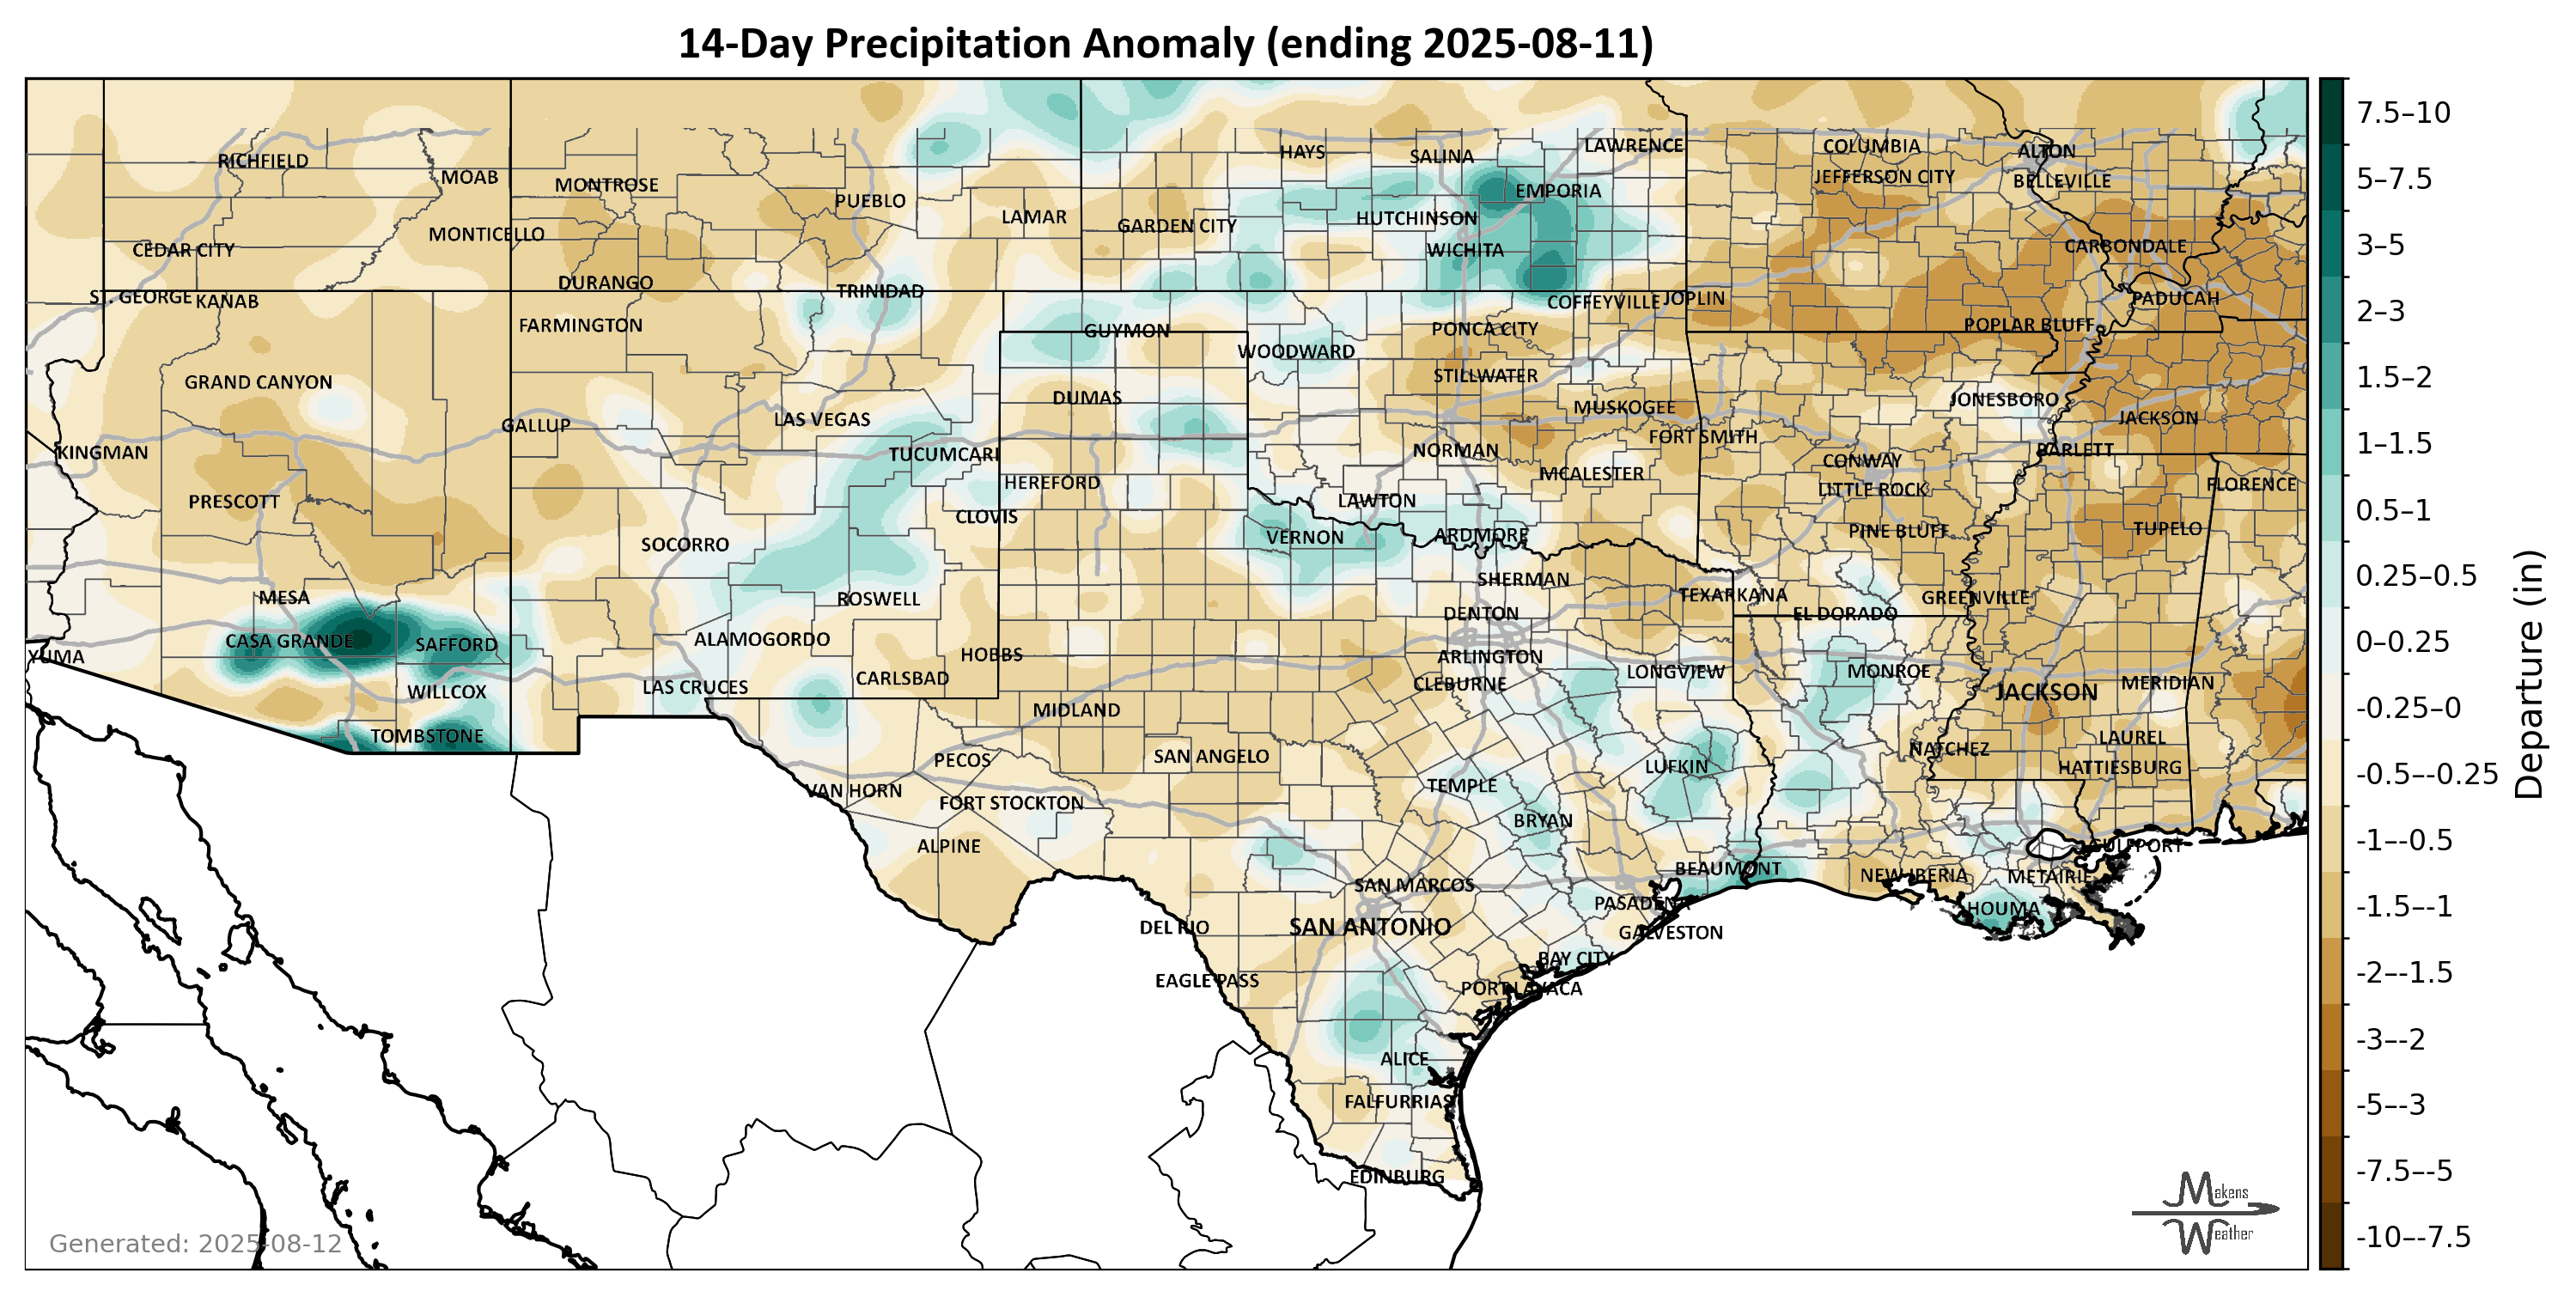 14-Day Precipitation Anomaly (ending 2025-08-11)
HAYS
SALINA
LAWRENCE
COLUMBIA
ALTON
RICHFIELD
MOAB
MONTROSE
EMPORIA
JEFFERSON CITY
BELLEVILLE
PUEBLO
LAMAR
GARDEN CITY
HUTCHINSON
MONTICELLO
CEDAR CITY
WICHITA
CARBONDALE
DURANGO
TRINIDAD
ST. GEORGE
KANAB
COFFEYVILLE
JOPLIN
PADUCAH
FARMINGTON
GUYMON
PONCA CITY
POPLAR BLUFF
WOODWARD
GRAND CANYON
STILLWATER
DUMAS
MUSKOGEE
JONESBORO
GALLUP
LAS VEGAS
JACKSON
KINGMAN
TUCUMCARI
NORMAN
FORT SMITH
BARLETT
CONWAY
PRESCOTT
HEREFORD
MCALESTER
LITTLE ROCK
FLORENCE
LAWTON
CLOVIS
SOCORRO
VERNON
ARDMORE
PINE BLUFF
TUPELO
MESA
ROSWELL
SHERMAN
TEXARKANA
GREENVILLE
DENTON
EL DORADO
CASA GRANDE
SAFFORD
ALAMOGORDO
YUMA
HOBBS
ARLINGTON
LONGVIEW
MONROE
WILLCOX
LAS CRUCES
CARLSBAD
CLEBURNE
JACKSON
MERIDIAN
MIDLAND
TOMBSTONE
PECOS
SAN ANGELO
LUFKIN
NATCHEZ
LAUREL
HATTIESBURG
VAN HORN
FORT STOCKTON
TEMPLE
BRYAN
ALPINE
BEAUMONT
GULFPORT
SAN MARCOS
NEW IBERIA
METAIRIE
PASADENA
HOUMA
DEL RIO
SAN ANTONIO
GALVESTON
EAGLE PASS
BAY CITY
PORT LAVACA
ALICE
FALFURRIAS
EDINBURG
7.5–10
5–7.5
3–5
2–3
1.5–2
1–1.5
0.5–1
0.25–0.5
0–0.25
-0.25–0
-0.5–-0.25
-1–-0.5
-1.5–-1
-2–-1.5
-3–-2
-5–-3
-7.5–-5
-10–-7.5
Departure (in)
Generated: 2025-08-12
Makens
Weather